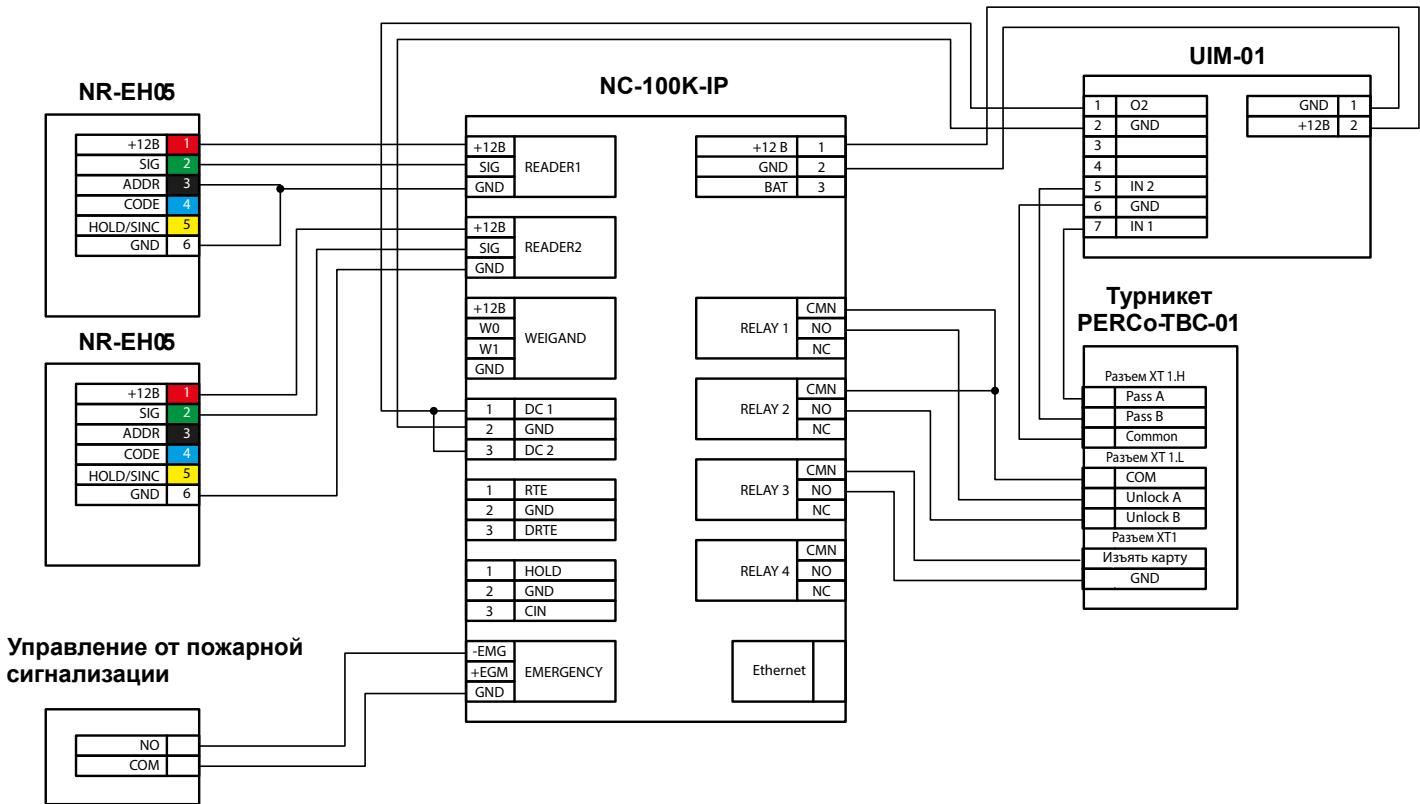 NR-EH05
+12B 1
SIG 2
ADDR 3
CODE 4
HOLD/SINC 5
GND 6
NR-EH05
+12B 1
SIG 2
ADDR 3
CODE 4
HOLD/SINC 5
GND 6
Управление от пожарной
сигнализации
NO
COM
NC-100K-IP
+12B
SIG READER1
GND
+12B
SIG READER2
GND
+12B
W0
WEIGAND
W1
GND
1 DC 1
2 GND
3 DC 2
1 RTE
2 GND
3 DRTE
1 HOLD
2 GND
3 CIN
-EMG
+EGM EMERGENCY
GND
+12 B 1
GND 2
BAT 3
CMN
RELAY 1 NO
NC
CMN
RELAY 2 NO
NC
CMN
RELAY 3 NO
NC
CMN
RELAY 4 NO
NC
Ethernet
UIM-01
1 O2
2 GND
3
4
5 IN 2
6 GND
7 IN 1
GND 1
+12B 2
Турникет
PERCo-TBC-01
Разъем XT 1.H
Pass A
Pass B
Common
Разъем XT 1.L
COM
Unlock A
Unlock B
Разъем XT1
Изъять карту
GND